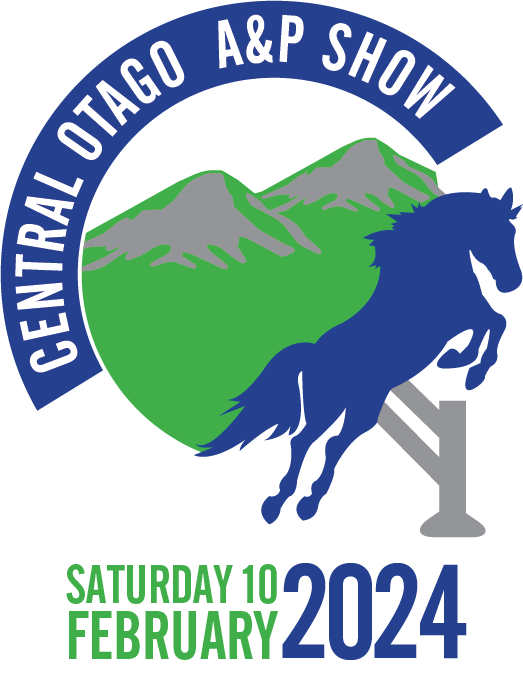 CENTRAL OTAGO A&P SHOW
SATURDAY 10
FEBRUARY
2024